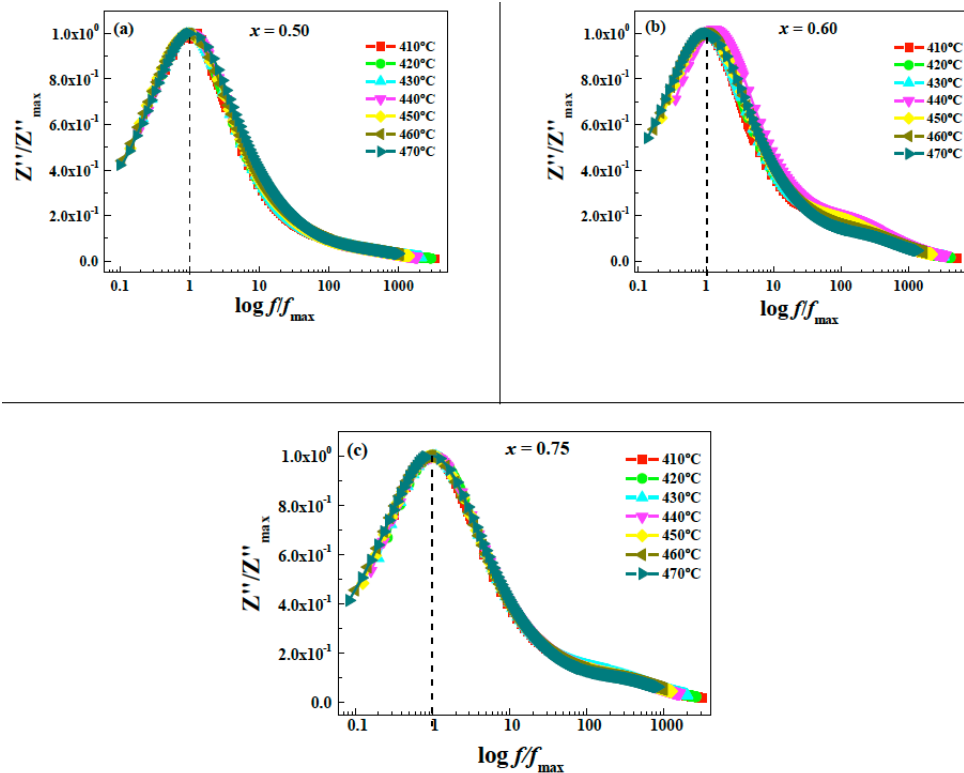 (a)
x = 0.50
1.0x10⁰
8.0x10⁻¹
6.0x10⁻¹
4.0x10⁻¹
2.0x10⁻¹
0.0
Z''/Z''max
410°C
420°C
430°C
440°C
450°C
460°C
470°C
0.1 1 10 100 1000
log f/fmax
(b)
x = 0.60
1.0x10⁰
8.0x10⁻¹
6.0x10⁻¹
4.0x10⁻¹
2.0x10⁻¹
0.0
Z''/Z''max
410°C
420°C
430°C
440°C
450°C
460°C
470°C
0.1 1 10 100 1000
log f/fmax
(c)
x = 0.75
1.0x10⁰
8.0x10⁻¹
6.0x10⁻¹
4.0x10⁻¹
2.0x10⁻¹
0.0
Z''/Z''max
410°C
420°C
430°C
440°C
450°C
460°C
470°C
0.1 1 10 100 1000
log f/fmax